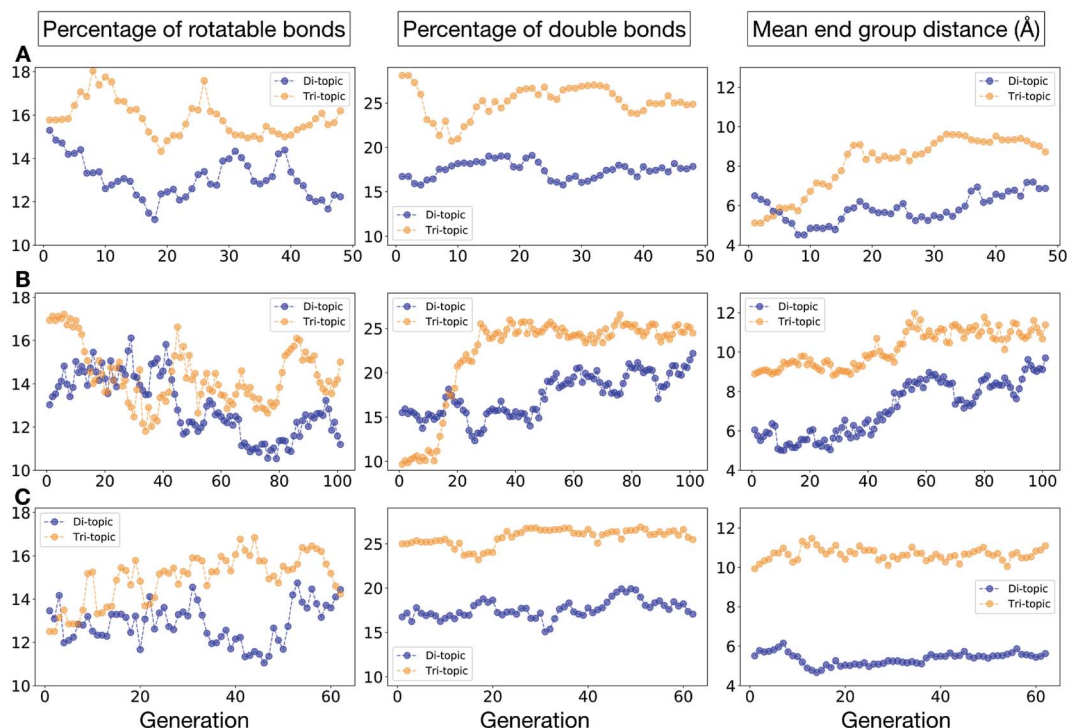 Percentage of rotatable bonds
Percentage of double bonds
Mean end group distance (Å)
A
18
16
14
12
10
0 10 20 30 40 50
Di-topic
Tri-topic
25
20
15
10
0 10 20 30 40 50
Di-topic
Tri-topic
12
10
8
6
4
0 10 20 30 40 50
Di-topic
Tri-topic
B
18
16
14
12
10
0 20 40 60 80 100
Di-topic
Tri-topic
25
20
15
10
0 20 40 60 80 100
Di-topic
Tri-topic
12
10
8
6
4
0 20 40 60 80 100
Di-topic
Tri-topic
C
18
16
14
12
10
0 20 40 60
Di-topic
Tri-topic
25
20
15
10
0 20 40 60
Di-topic
Tri-topic
12
10
8
6
4
0 20 40 60
Di-topic
Tri-topic
Generation
Generation
Generation